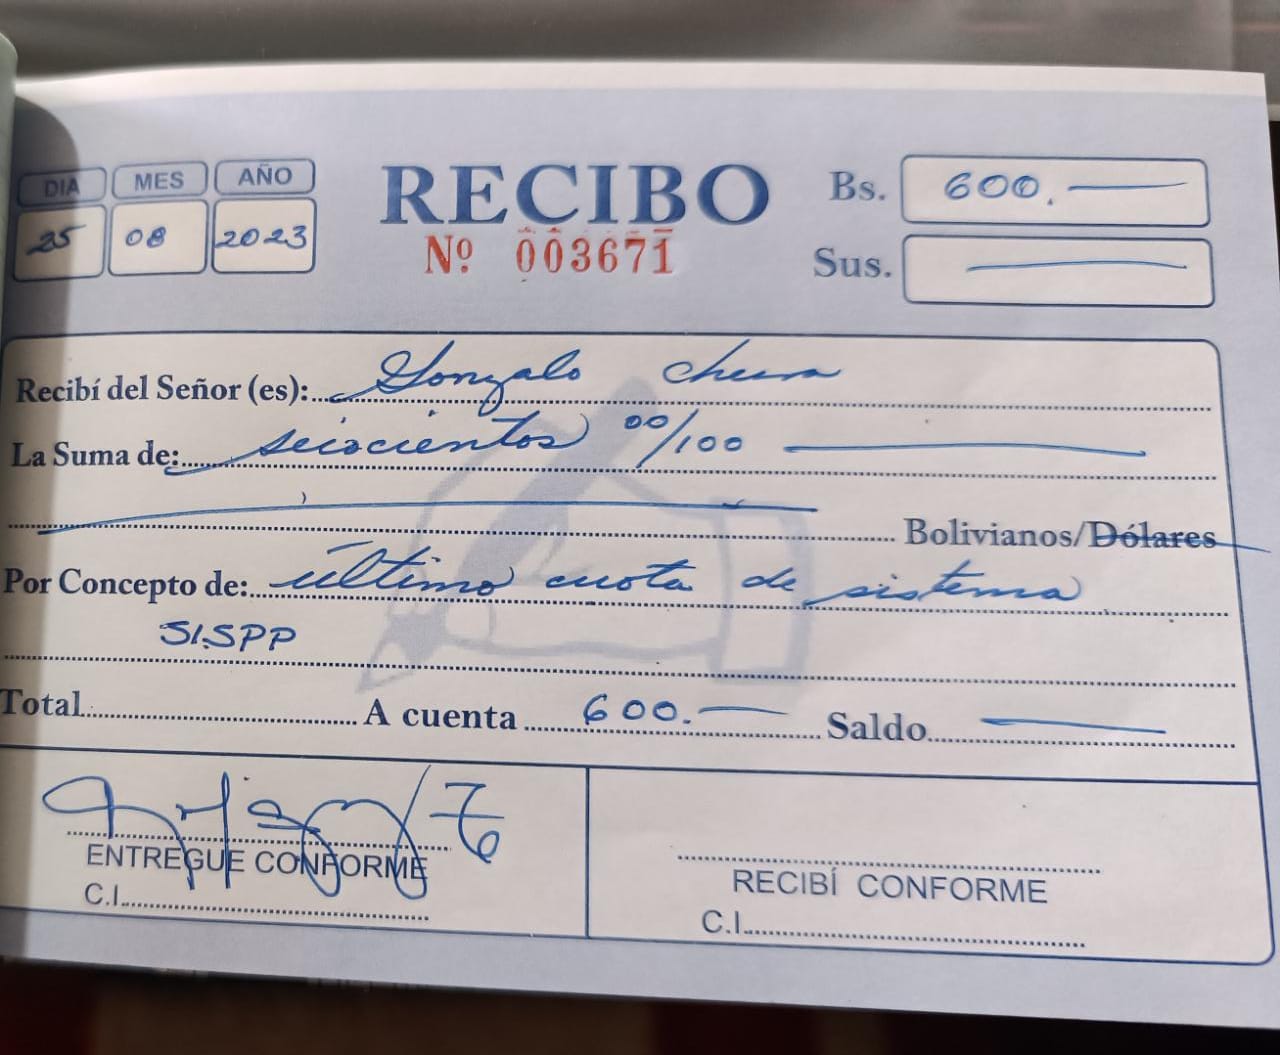 DIA MES AÑO
25 08 2023
RECIBO
Nº 003671
Bs. 600.
Sus.
Recibí del Señor (es): Gonzalo Chura
La Suma de: seiscientos 00/100
Bolivianos/Dólares
Por Concepto de: último cuota de sistema
SISPP
Total A cuenta 600. Saldo
ENTREGUE CONFORME
C.I.
RECIBÍ CONFORME
C.I.